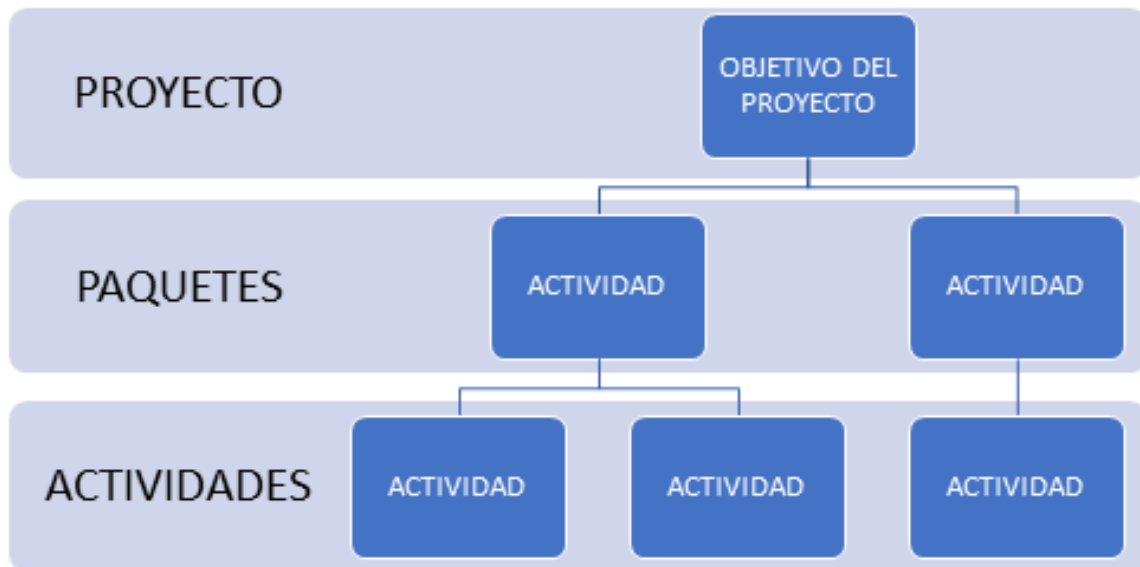 PROYECTO
OBJETIVO DEL
PROYECTO
PAQUETES
ACTIVIDAD
ACTIVIDAD
ACTIVIDADES
ACTIVIDAD
ACTIVIDAD
ACTIVIDAD